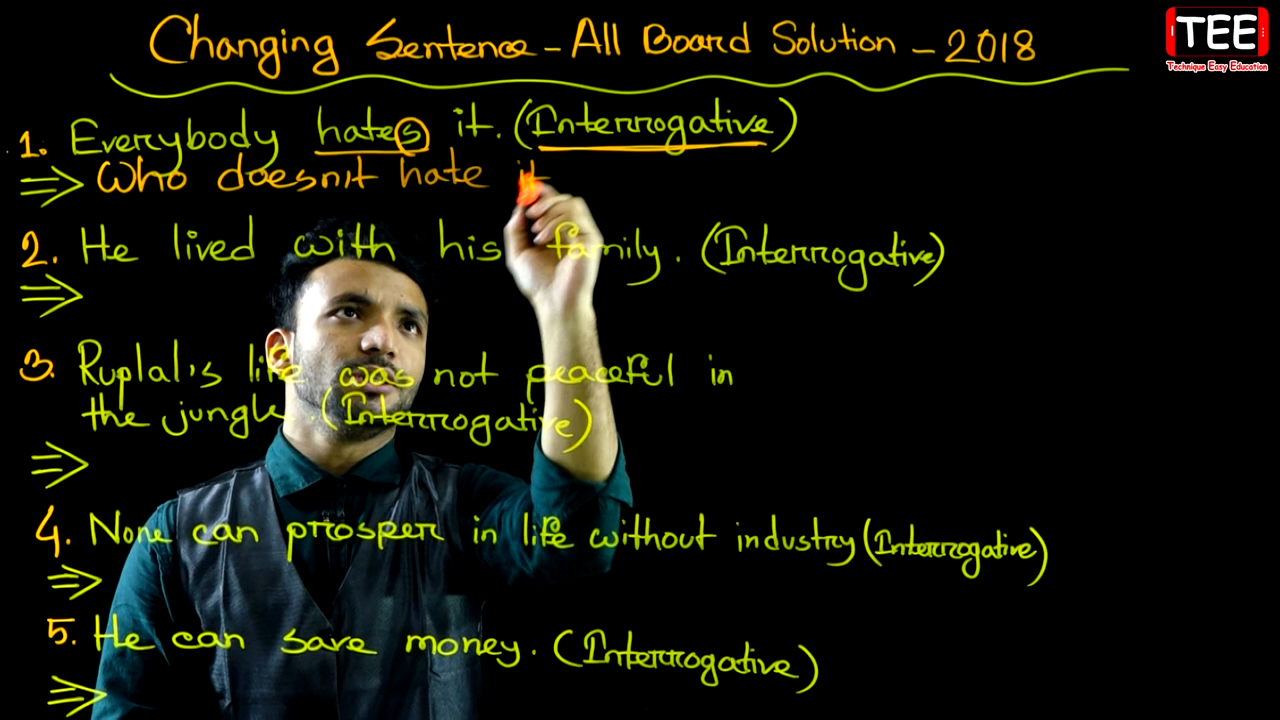 Changing Sentence - All Board Solution - 2018
TEE
Technique Easy Education
1. Everybody hates it. (Interrogative)
⇒ Who doesn't hate it
2. He lived with his family. (Interrogative)
⇒
3. Ruplal's life was not peaceful in
the jungle. (Interrogative)
⇒
4. None can prosper in life without industry (Interrogative)
⇒
5. He can save money. (Interrogative)
⇒